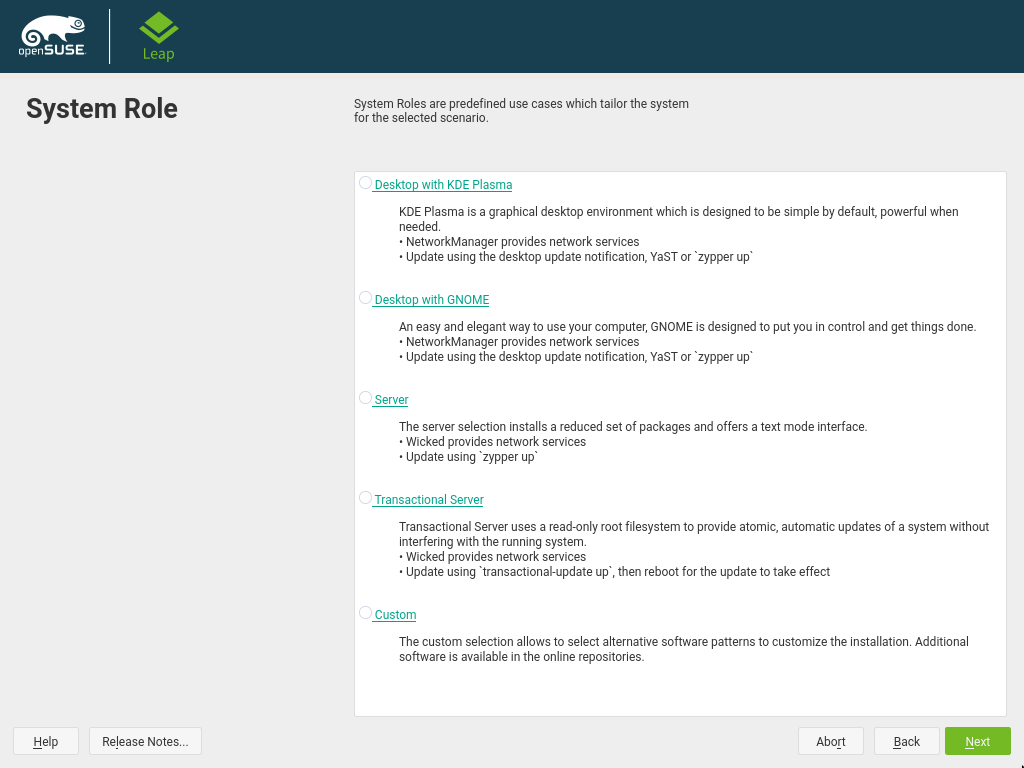 openSUSE
Leap
System Role
System Roles are predefined use cases which tailor the system
for the selected scenario.
Desktop with KDE Plasma
KDE Plasma is a graphical desktop environment which is designed to be simple by default, powerful when
needed.
• NetworkManager provides network services
• Update using the desktop update notification, YaST or `zypper up`
Desktop with GNOME
An easy and elegant way to use your computer, GNOME is designed to put you in control and get things done.
• NetworkManager provides network services
• Update using the desktop update notification, YaST or `zypper up`
Server
The server selection installs a reduced set of packages and offers a text mode interface.
• Wicked provides network services
• Update using `zypper up`
Transactional Server
Transactional Server uses a read-only root filesystem to provide atomic, automatic updates of a system without
interfering with the running system.
• Wicked provides network services
• Update using `transactional-update up`, then reboot for the update to take effect
Custom
The custom selection allows to select alternative software patterns to customize the installation. Additional
software is available in the online repositories.
Help Release Notes... Abort Back Next